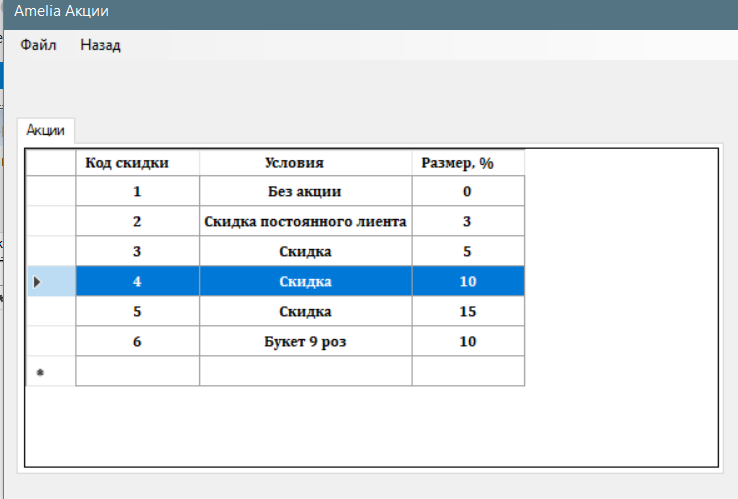 Amelia Акции
Файл Назад
Акции
Код скидки Условия Размер, %
1 Без акции 0
2 Скидка постоянного лиента 3
3 Скидка 5
4 Скидка 10
5 Скидка 15
6 Букет 9 роз 10
*